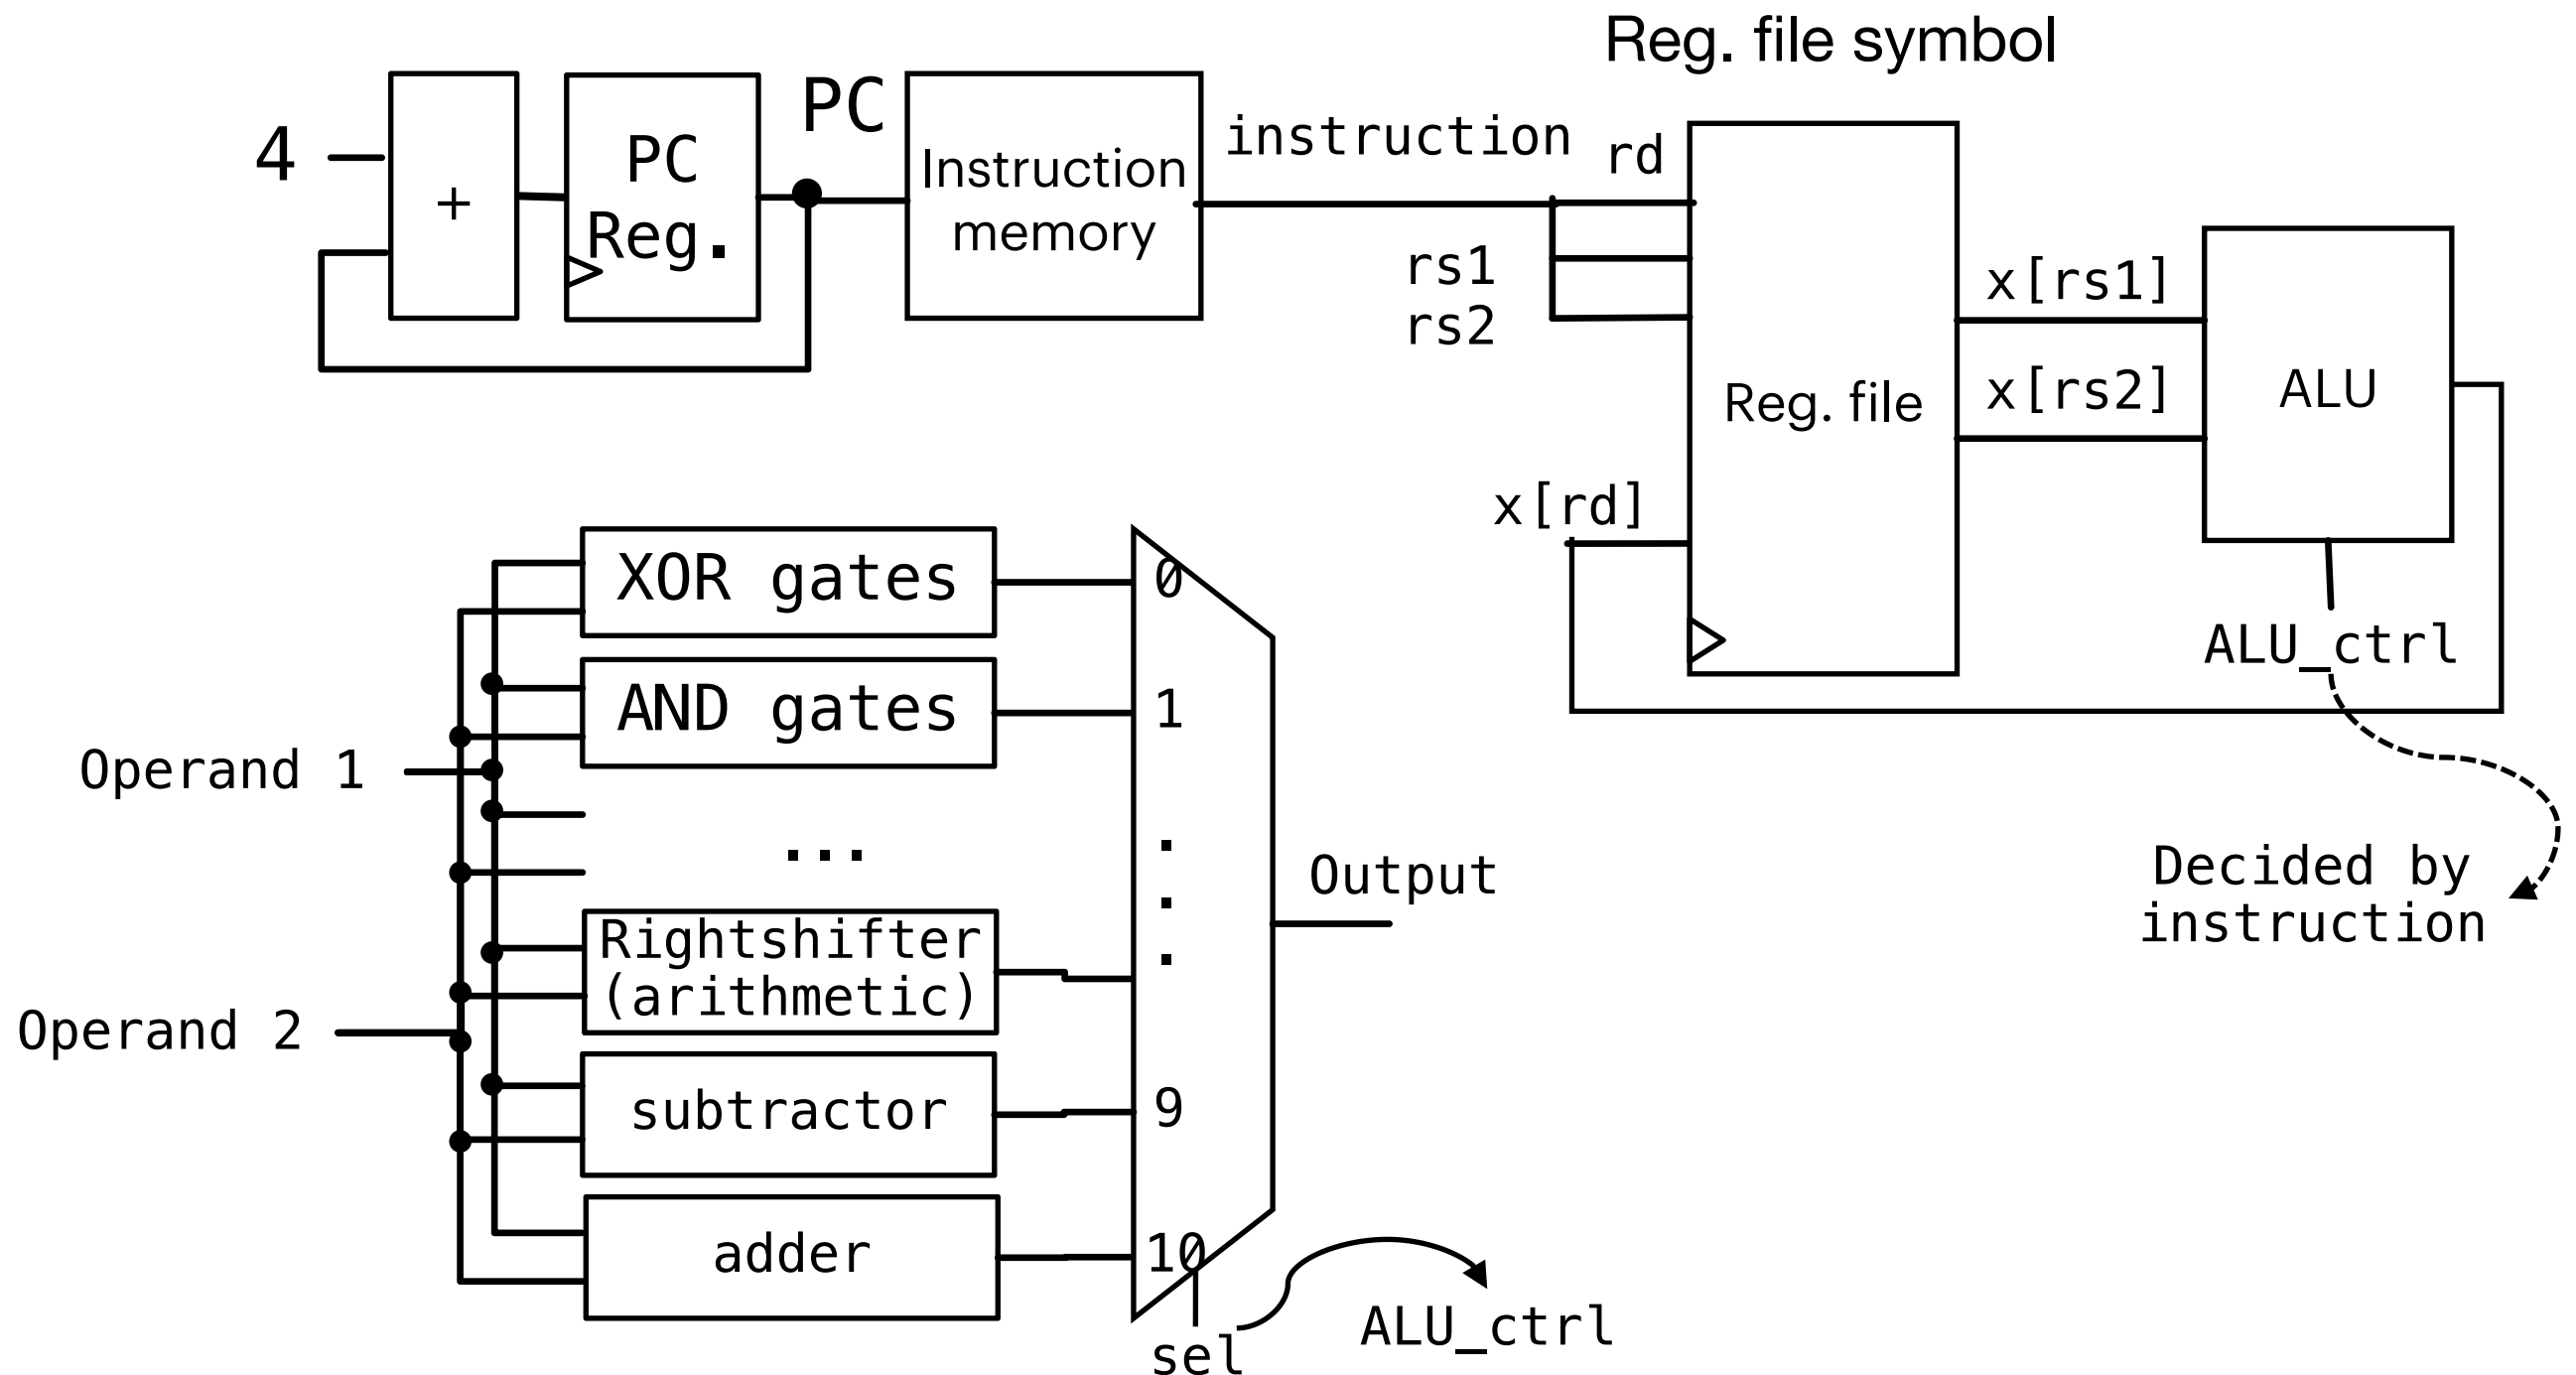 Reg. file symbol
4
+
PC
Reg.
PC
Instruction
memory
instruction
rd
rs1
rs2
x[rd]
Reg. file
x[rs1]
x[rs2]
ALU
ALU_ctrl
Decided by
instruction
Operand 1
Operand 2
XOR gates
AND gates
...
Rightshifter
(arithmetic)
subtractor
adder
0
1
.
.
.
9
10
sel
Output
ALU_ctrl